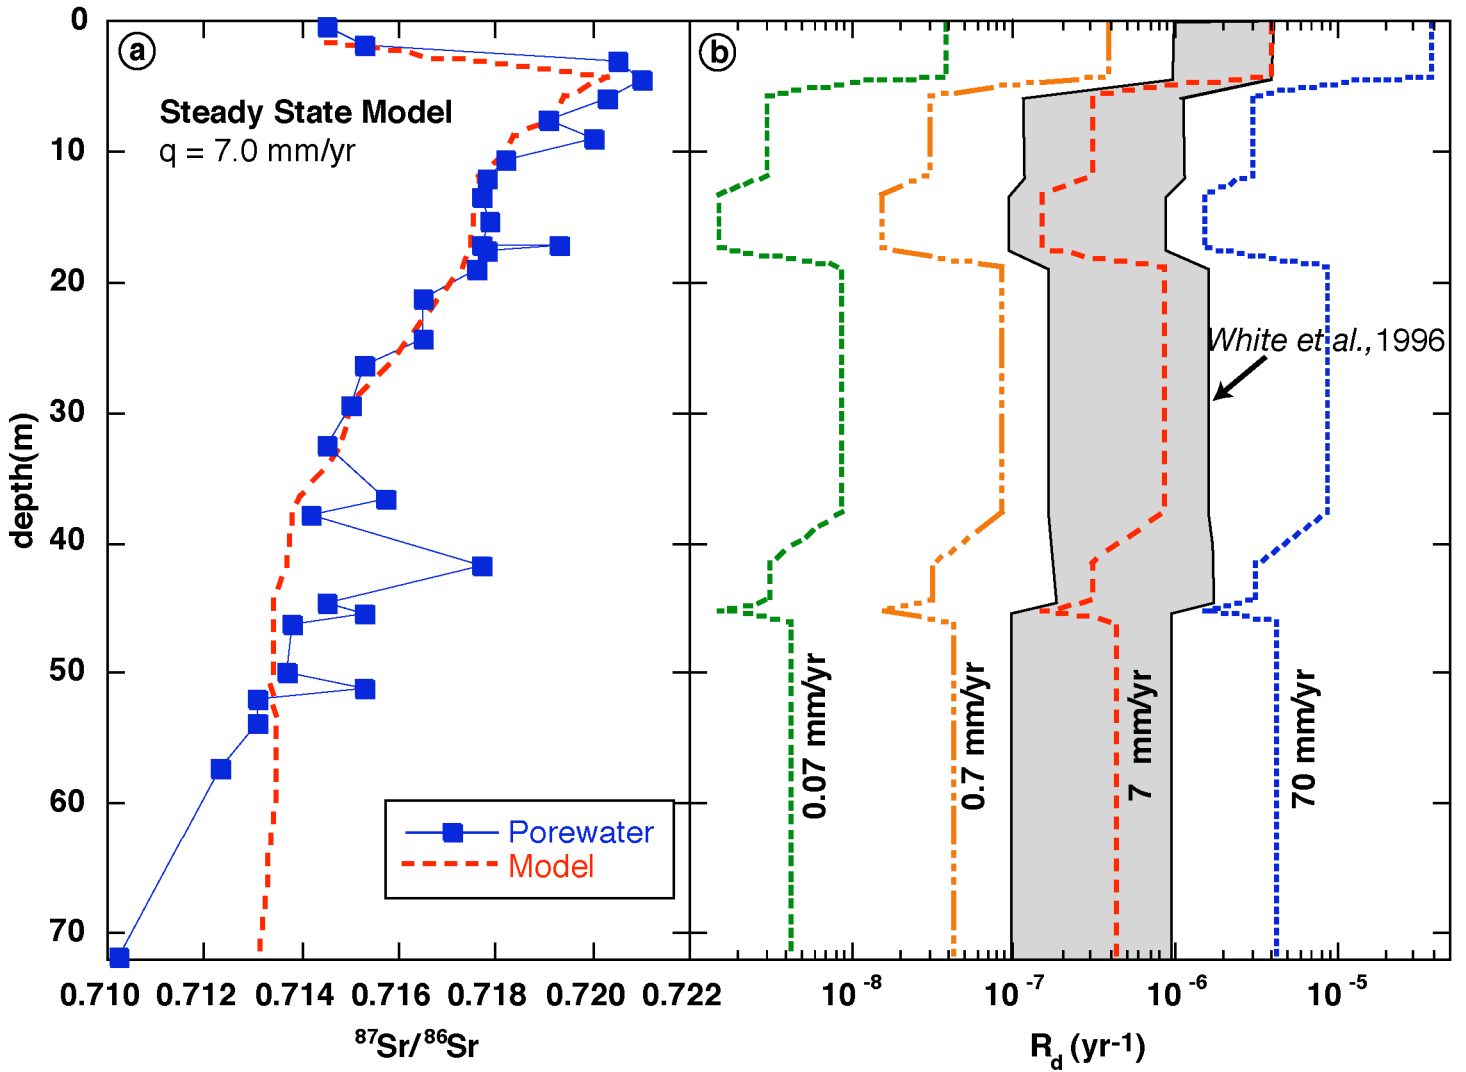 a
b
Steady State Model
q = 7.0 mm/yr
0
10
20
30
40
50
60
70
depth(m)
White et al., 1996
0.07 mm/yr
0.7 mm/yr
7 mm/yr
70 mm/yr
Porewater
Model
0.710 0.712 0.714 0.716 0.718 0.720 0.722
10⁻⁸ 10⁻⁷ 10⁻⁶ 10⁻⁵
⁸⁷Sr/⁸⁶Sr
R_d (yr-1)